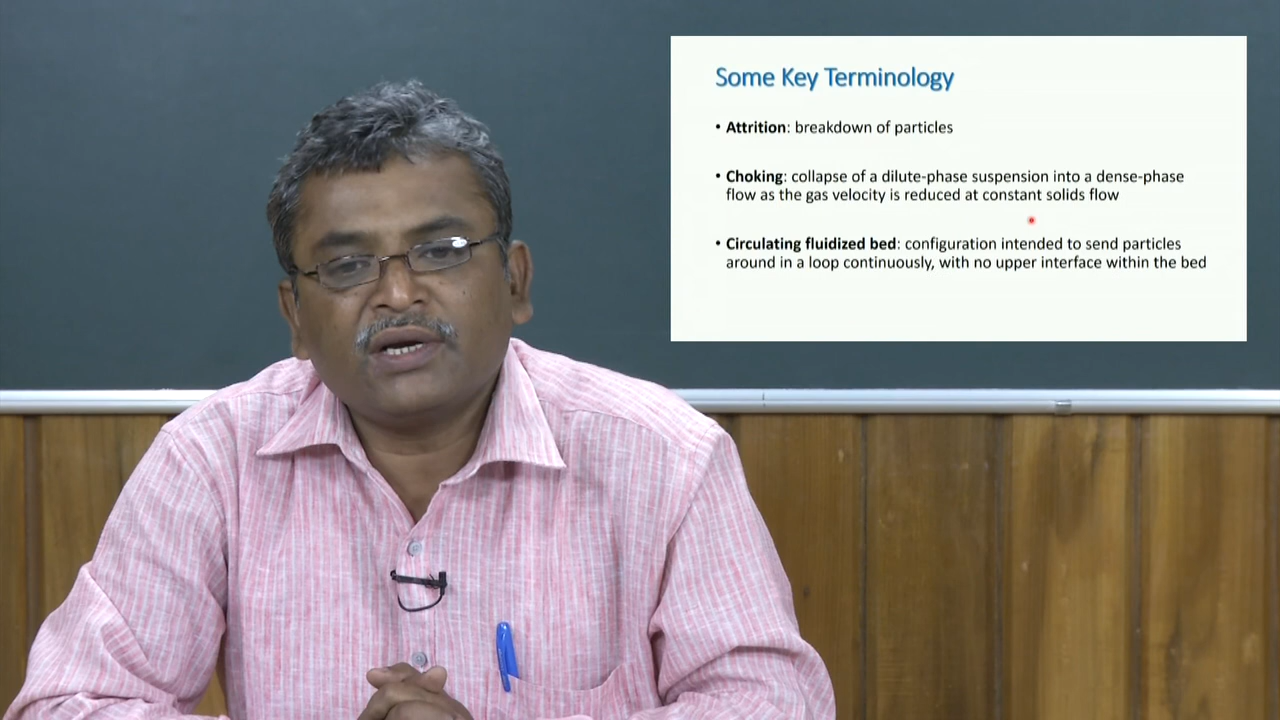 Some Key Terminology
• Attrition: breakdown of particles
• Choking: collapse of a dilute-phase suspension into a dense-phase
flow as the gas velocity is reduced at constant solids flow
• Circulating fluidized bed: configuration intended to send particles
around in a loop continuously, with no upper interface within the bed